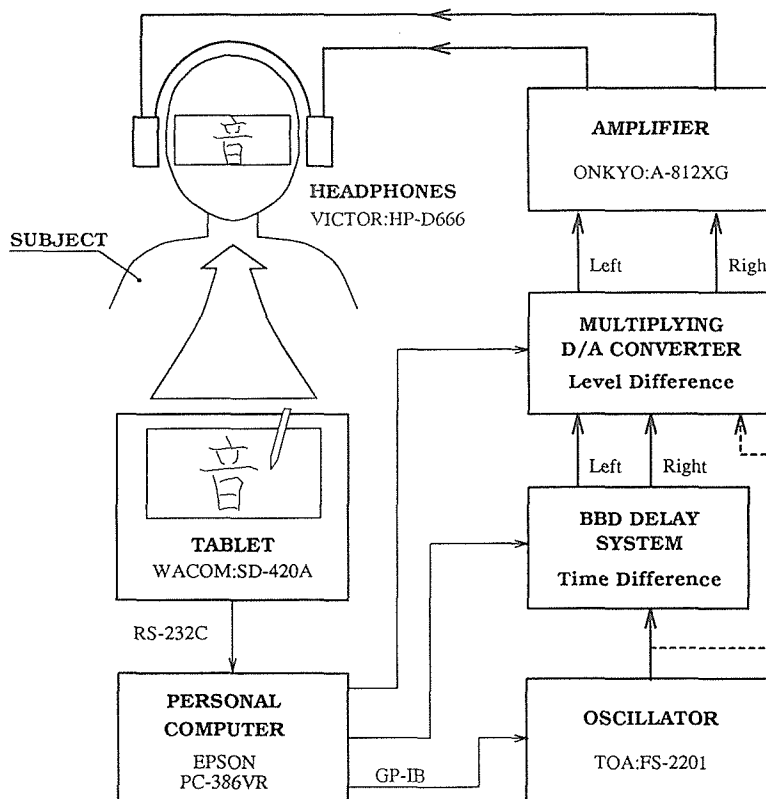 AMPLIFIER
ONKYO:A-812XG
音
HEADPHONES
VICTOR:HP-D666
SUBJECT
Left
Right
MULTIPLYING
D/A CONVERTER
Level Difference
音
Left
Right
TABLET
WACOM:SD-420A
BBD DELAY
SYSTEM
Time Difference
RS-232C
PERSONAL
COMPUTER
EPSON
PC-386VR
GP-IB
OSCILLATOR
TOA:FS-2201